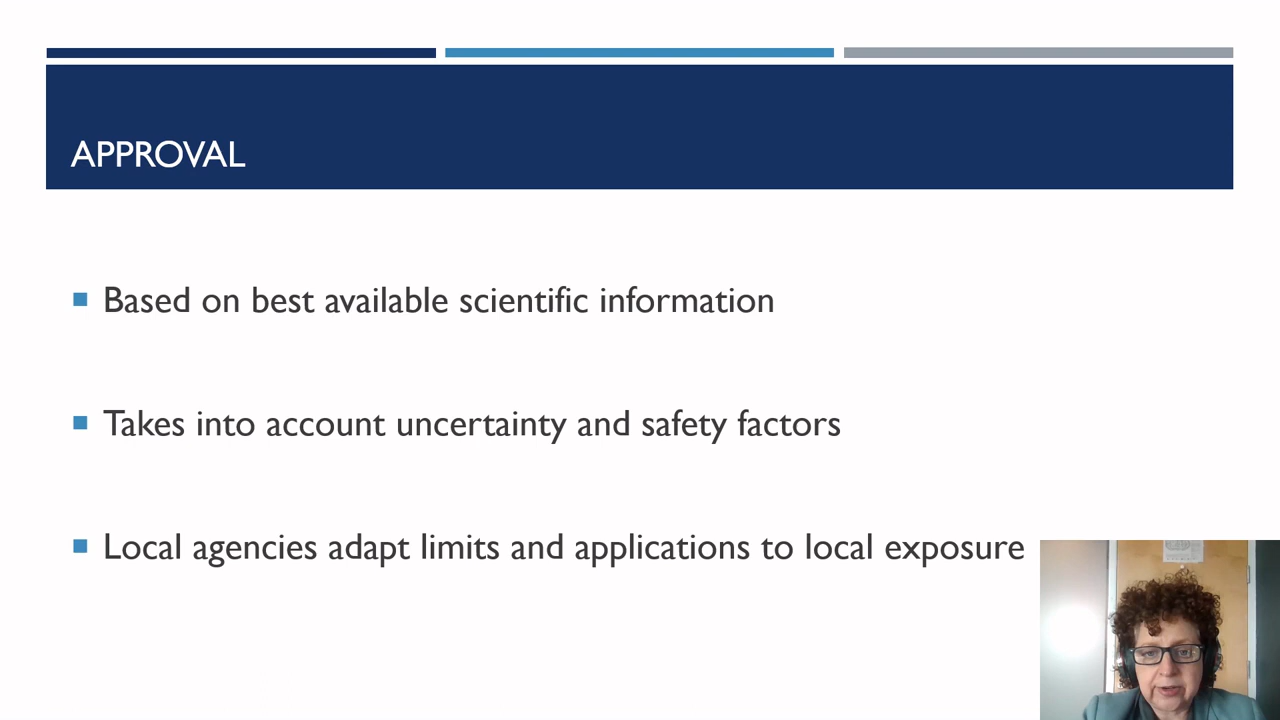 APPROVAL
Based on best available scientific information
Takes into account uncertainty and safety factors
Local agencies adapt limits and applications to local exposure